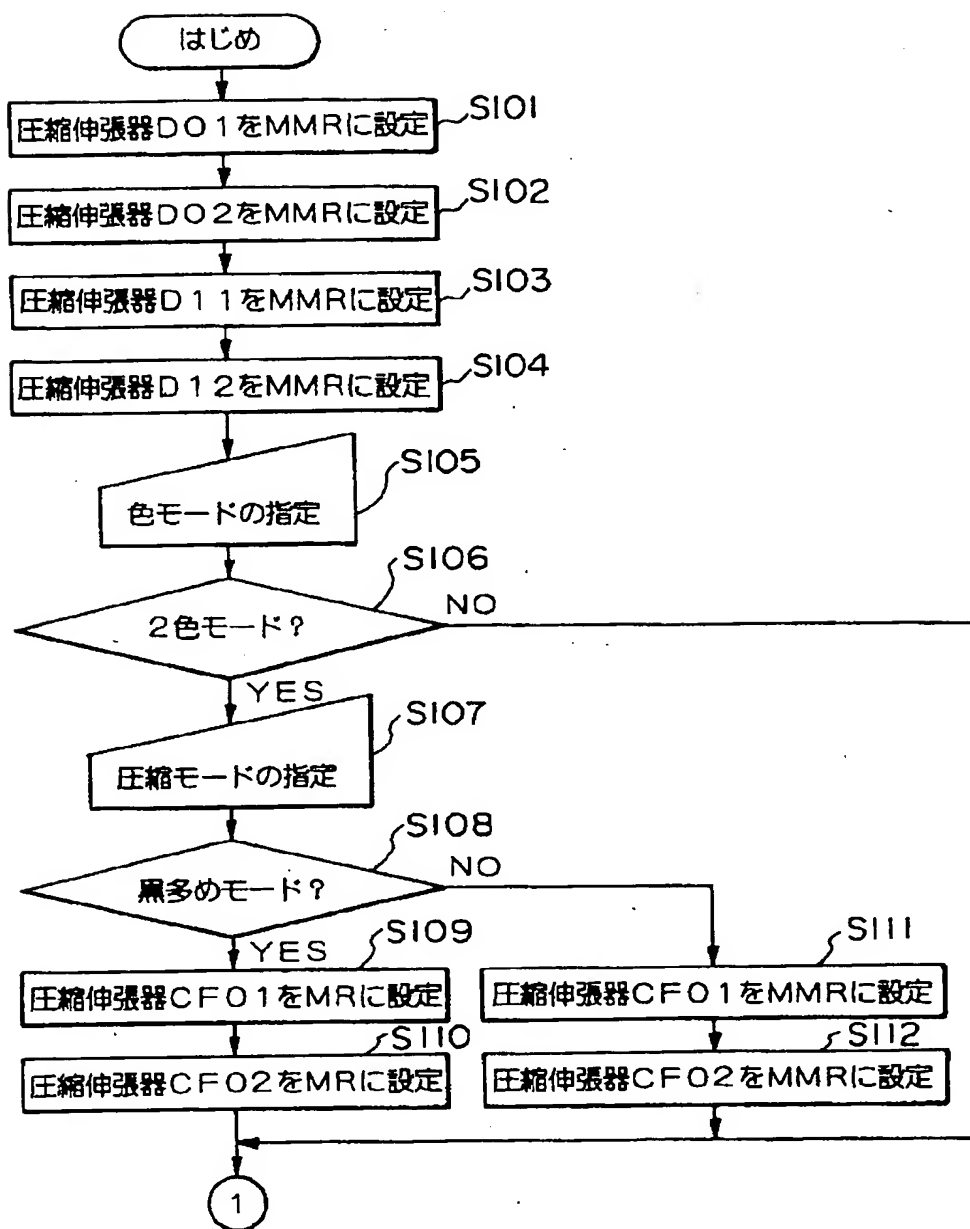 はじめ
圧縮伸張器D01をMMRに設定
S101
圧縮伸張器D02をMMRに設定
S102
圧縮伸張器D11をMMRに設定
S103
圧縮伸張器D12をMMRに設定
S104
色モードの指定
S105
2色モード?
S106
NO
YES
圧縮モードの指定
S107
黒多めモード?
S108
NO
YES
圧縮伸張器CF01をMRに設定
S109
圧縮伸張器CF01をMMRに設定
S111
圧縮伸張器CF02をMRに設定
S110
圧縮伸張器CF02をMMRに設定
S112
1